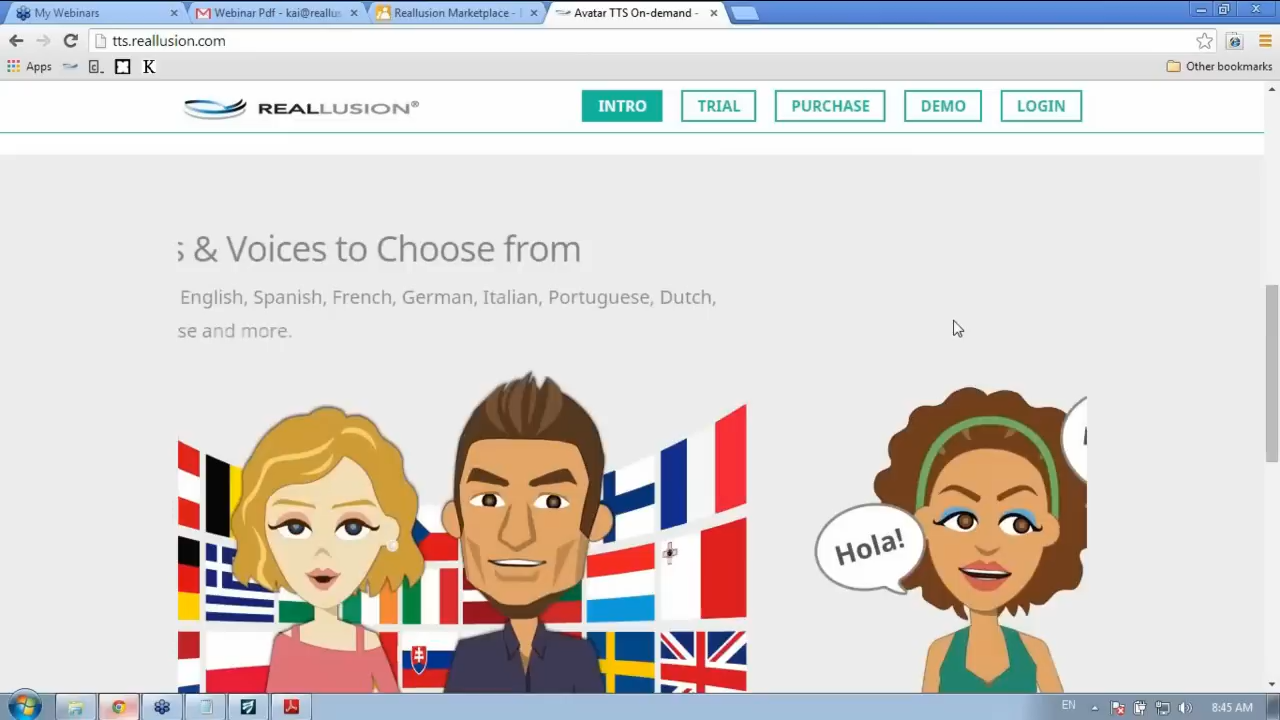 My Webinars
Webinar Pdf - kai@reallus
Reallusion Marketplace -
Avatar TTS On-demand -
tts.reallusion.com
Apps
K
Other bookmarks
REALLUSION®
INTRO
TRIAL
PURCHASE
DEMO
LOGIN
s & Voices to Choose from
English, Spanish, French, German, Italian, Portuguese, Dutch,
se and more.
Hola!
EN
8:45 AM